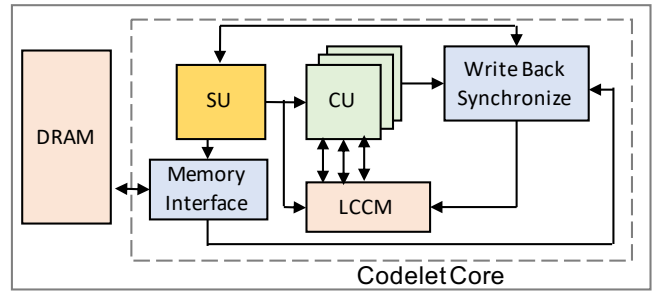 DRAM
SU
CU
Write Back
Synchronize
Memory
Interface
LCCM
Codelet Core